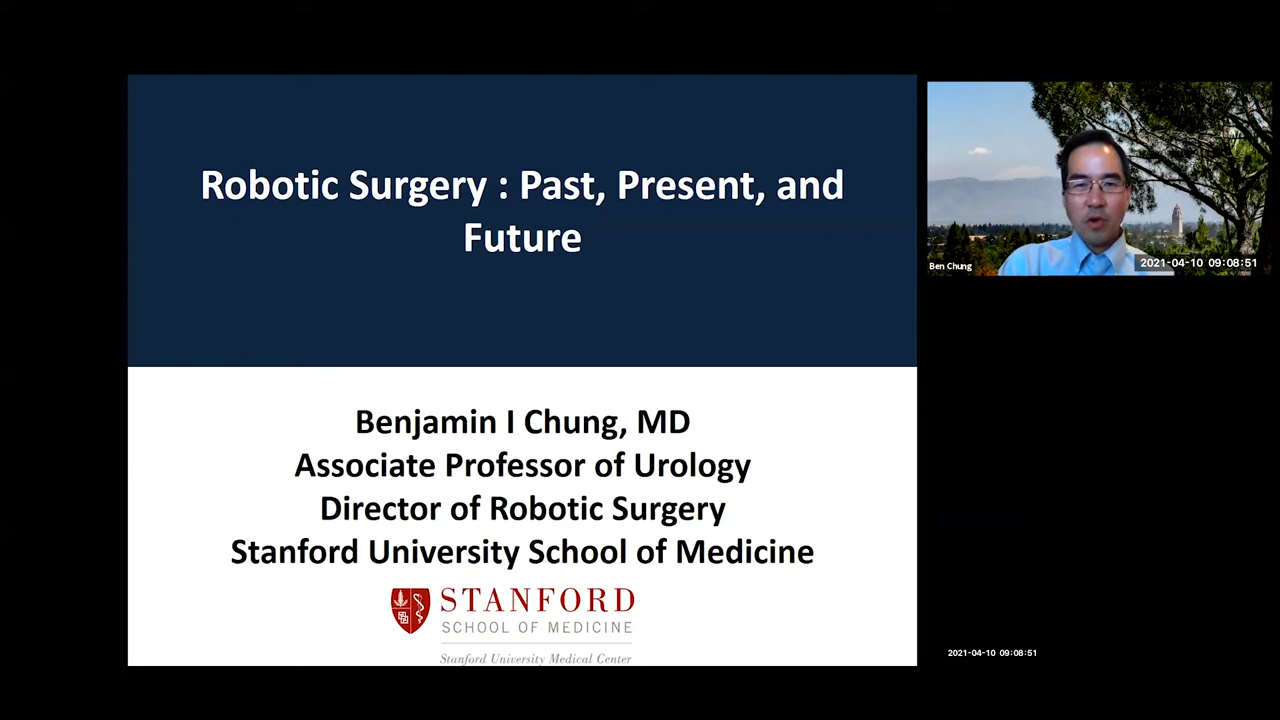 Robotic Surgery : Past, Present, and
Future
Benjamin I Chung, MD
Associate Professor of Urology
Director of Robotic Surgery
Stanford University School of Medicine
STANFORD
SCHOOL OF MEDICINE
Stanford University Medical Center
Ben Chung
2021-04-10 09:08:51
2021-04-10 09:08:51